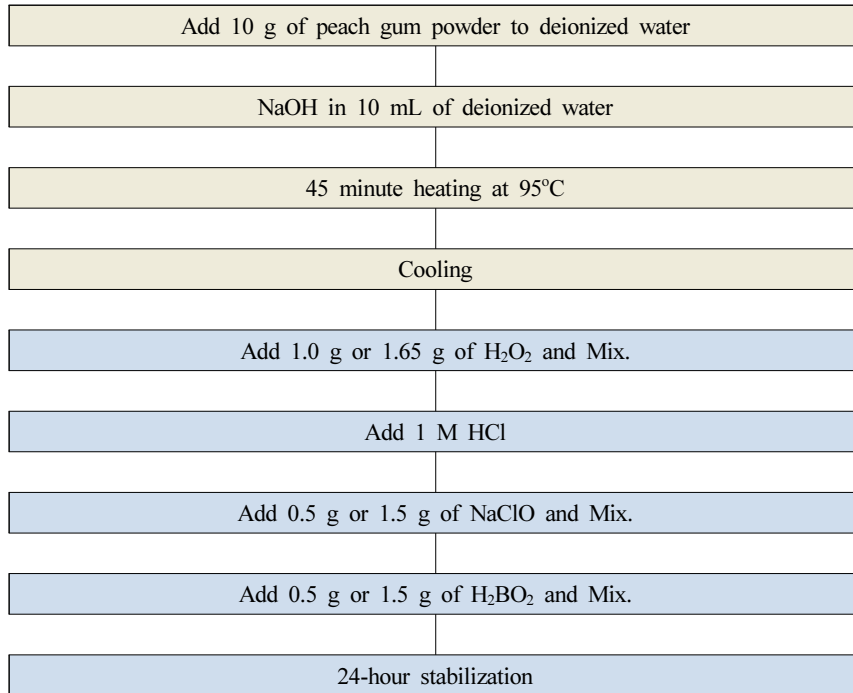 Add 10 g of peach gum powder to deionized water
NaOH in 10 mL of deionized water
45 minute heating at 95°C
Cooling
Add 1.0 g or 1.65 g of H₂O₂ and Mix.
Add 1 M HCl
Add 0.5 g or 1.5 g of NaClO and Mix.
Add 0.5 g or 1.5 g of H₂BO₂ and Mix.
24-hour stabilization